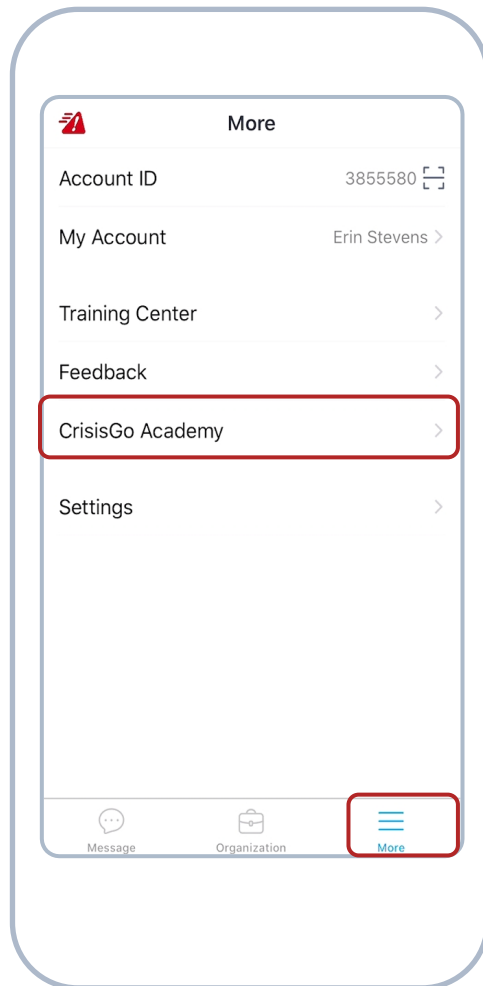 More
Account ID 3855580
My Account Erin Stevens
Training Center
Feedback
CrisisGo Academy
Settings
Message Organization More